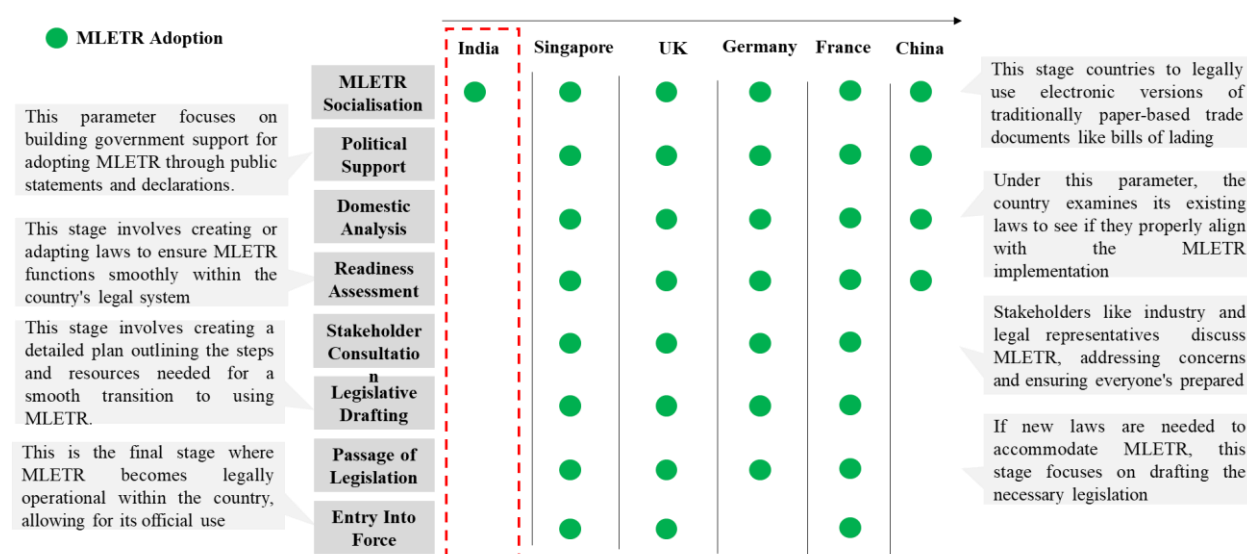 MLETR Adoption
India
Singapore
UK
Germany
France
China
MLETR
Socialisation
Political
Support
Domestic
Analysis
Readiness
Assessment
Stakeholder
Consultatio
n
Legislative
Drafting
Passage of
Legislation
Entry Into
Force
This parameter focuses on
building government support for
adopting MLETR through public
statements and declarations.
This stage involves creating or
adapting laws to ensure MLETR
functions smoothly within the
country's legal system
This stage involves creating a
detailed plan outlining the steps
and resources needed for a
smooth transition to using
MLETR.
This is the final stage where
MLETR becomes legally
operational within the country,
allowing for its official use
This stage countries to legally
use electronic versions of
traditionally paper-based trade
documents like bills of lading
Under this parameter, the
country examines its existing
laws to see if they properly align
with the MLETR
implementation
Stakeholders like industry and
legal representatives discuss
MLETR, addressing concerns
and ensuring everyone's prepared
If new laws are needed to
accommodate MLETR, this
stage focuses on drafting the
necessary legislation